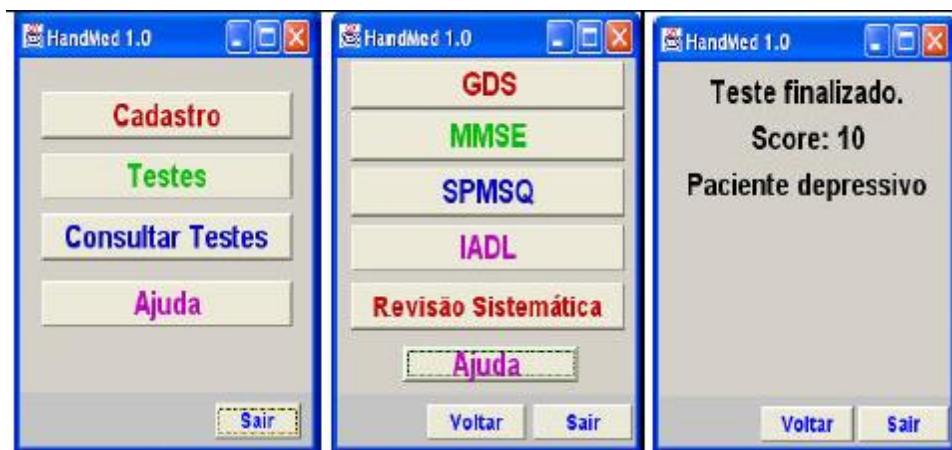 HandMed 1.0
Cadastro
Testes
Consultar Testes
Ajuda
Sair
HandMed 1.0
GDS
MMSE
SPMSQ
IADL
Revisão Sistemática
Ajuda
Voltar Sair
HandMed 1.0
Teste finalizado.
Score: 10
Paciente depressivo
Voltar Sair